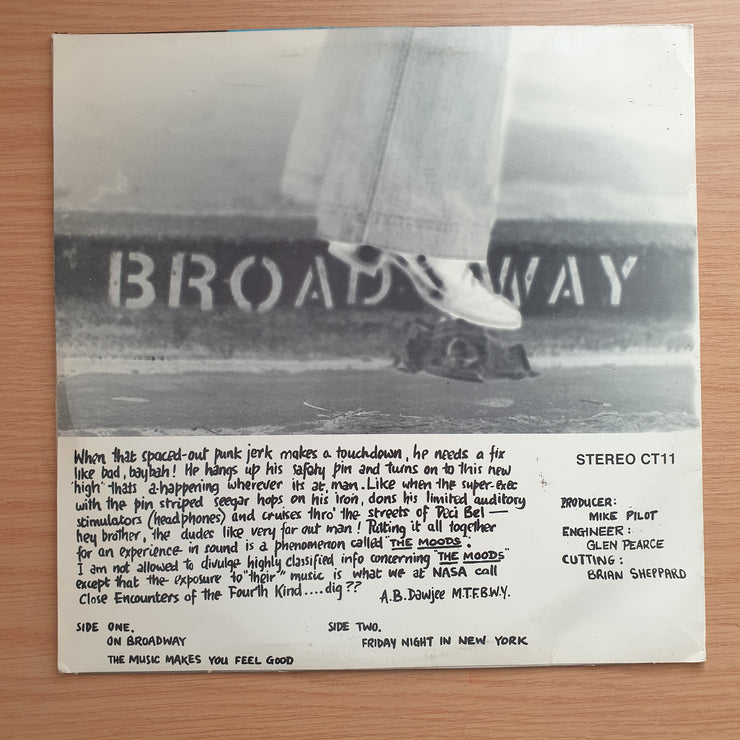 BROADWAY
When that spaced-out punk jerk makes a touchdown, he needs a fix
like bad, baybah! He hangs up his safety pin and turns on to this new
"high" thats a-happening wherever its at, man. Like when the super-exec
with the pin striped seegar hops on his iron, dons his limited auditory
stimulators (headphones) and cruises thro' the streets of Deci Bel —
hey brother, the dudes like very far out man! Putting it all together
for an experience in sound is a phenomenon called "THE MOODS".
I am not allowed to divulge highly classified info concerning "THE MOODS"
except that the exposure to "their" music is what we at NASA call
Close Encounters of the Fourth Kind....dig??
A.B. Dawjee M.T.F.B.W.Y.
STEREO CT11
PRODUCER:
MIKE PILOT
ENGINEER:
GLEN PEARCE
CUTTING:
BRIAN SHEPPARD
SIDE ONE.
ON BROADWAY
THE MUSIC MAKES YOU FEEL GOOD
SIDE TWO.
FRIDAY NIGHT IN NEW YORK